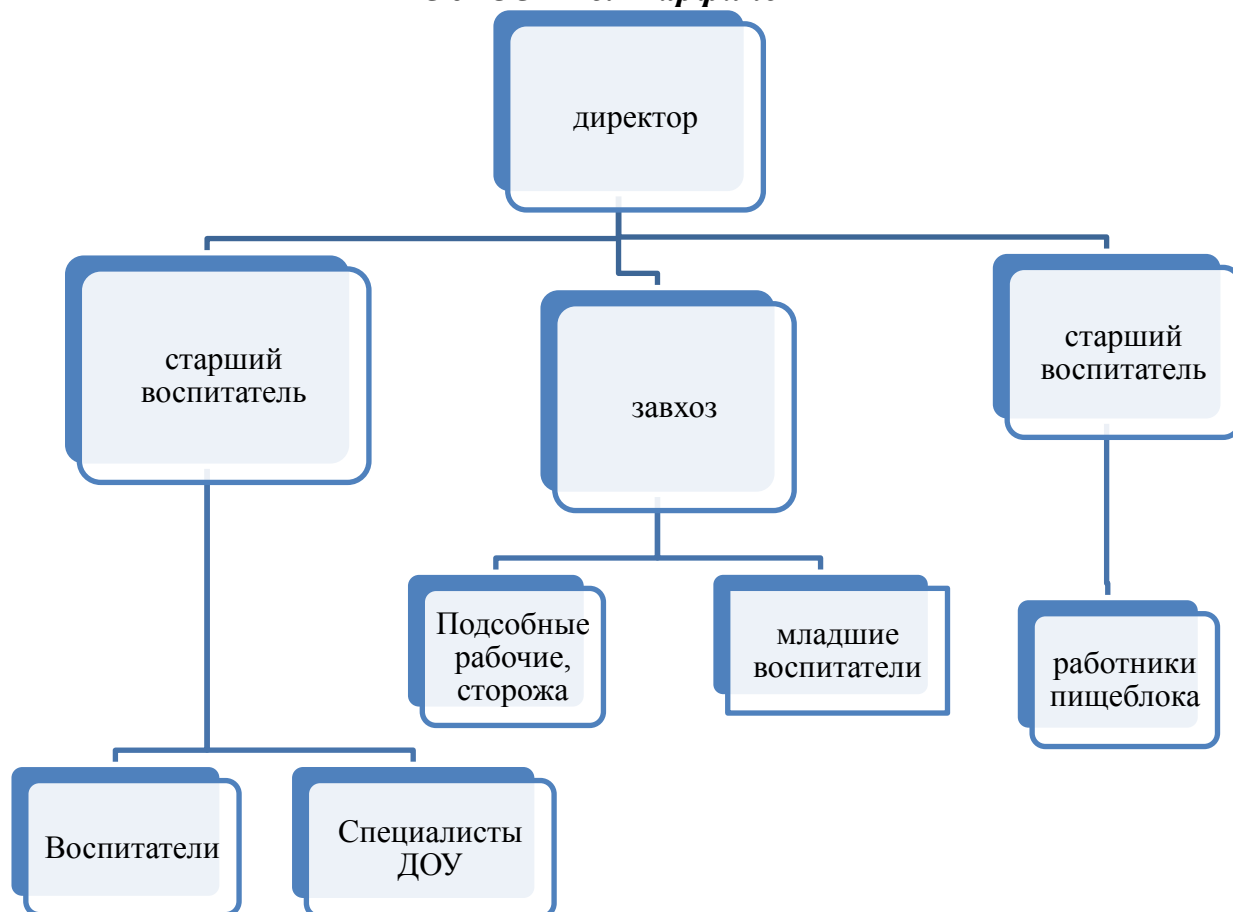 директор
старший
воспитатель
завхоз
старший
воспитатель
Подсобные
рабочие,
сторожа
младшие
воспитатели
работники
пищеблока
Воспитатели
Специалисты
ДОУ